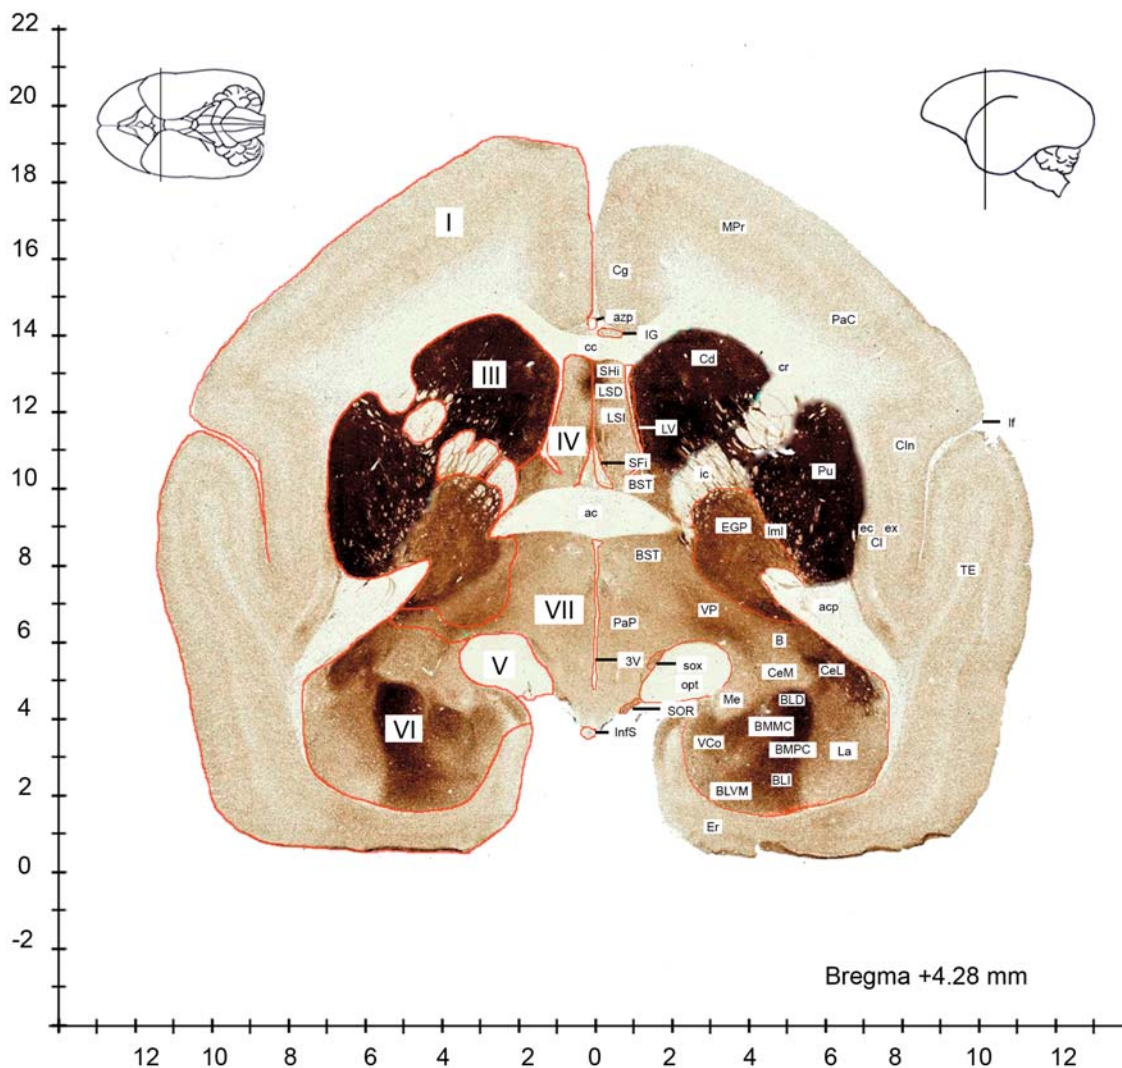 22
20
18
16
14
12
10
8
6
4
2
0
-2
I
MPr
Cg
azp
PaC
IG
cc
Cd
cr
III
SHi
LSD
LSI
LV
lf
IV
Cln
SFi
ic
Pu
BST
ac
EGP
lml
ec
ex
Cl
BST
TE
VII
VP
acp
PaP
B
V
3V
sox
CeM
CeL
opt
Me
BLD
SOR
VI
BMMC
InfS
VCo
BMPC
La
BLI
BLVM
Er
Bregma +4.28 mm
12 10 8 6 4 2 0 2 4 6 8 10 12